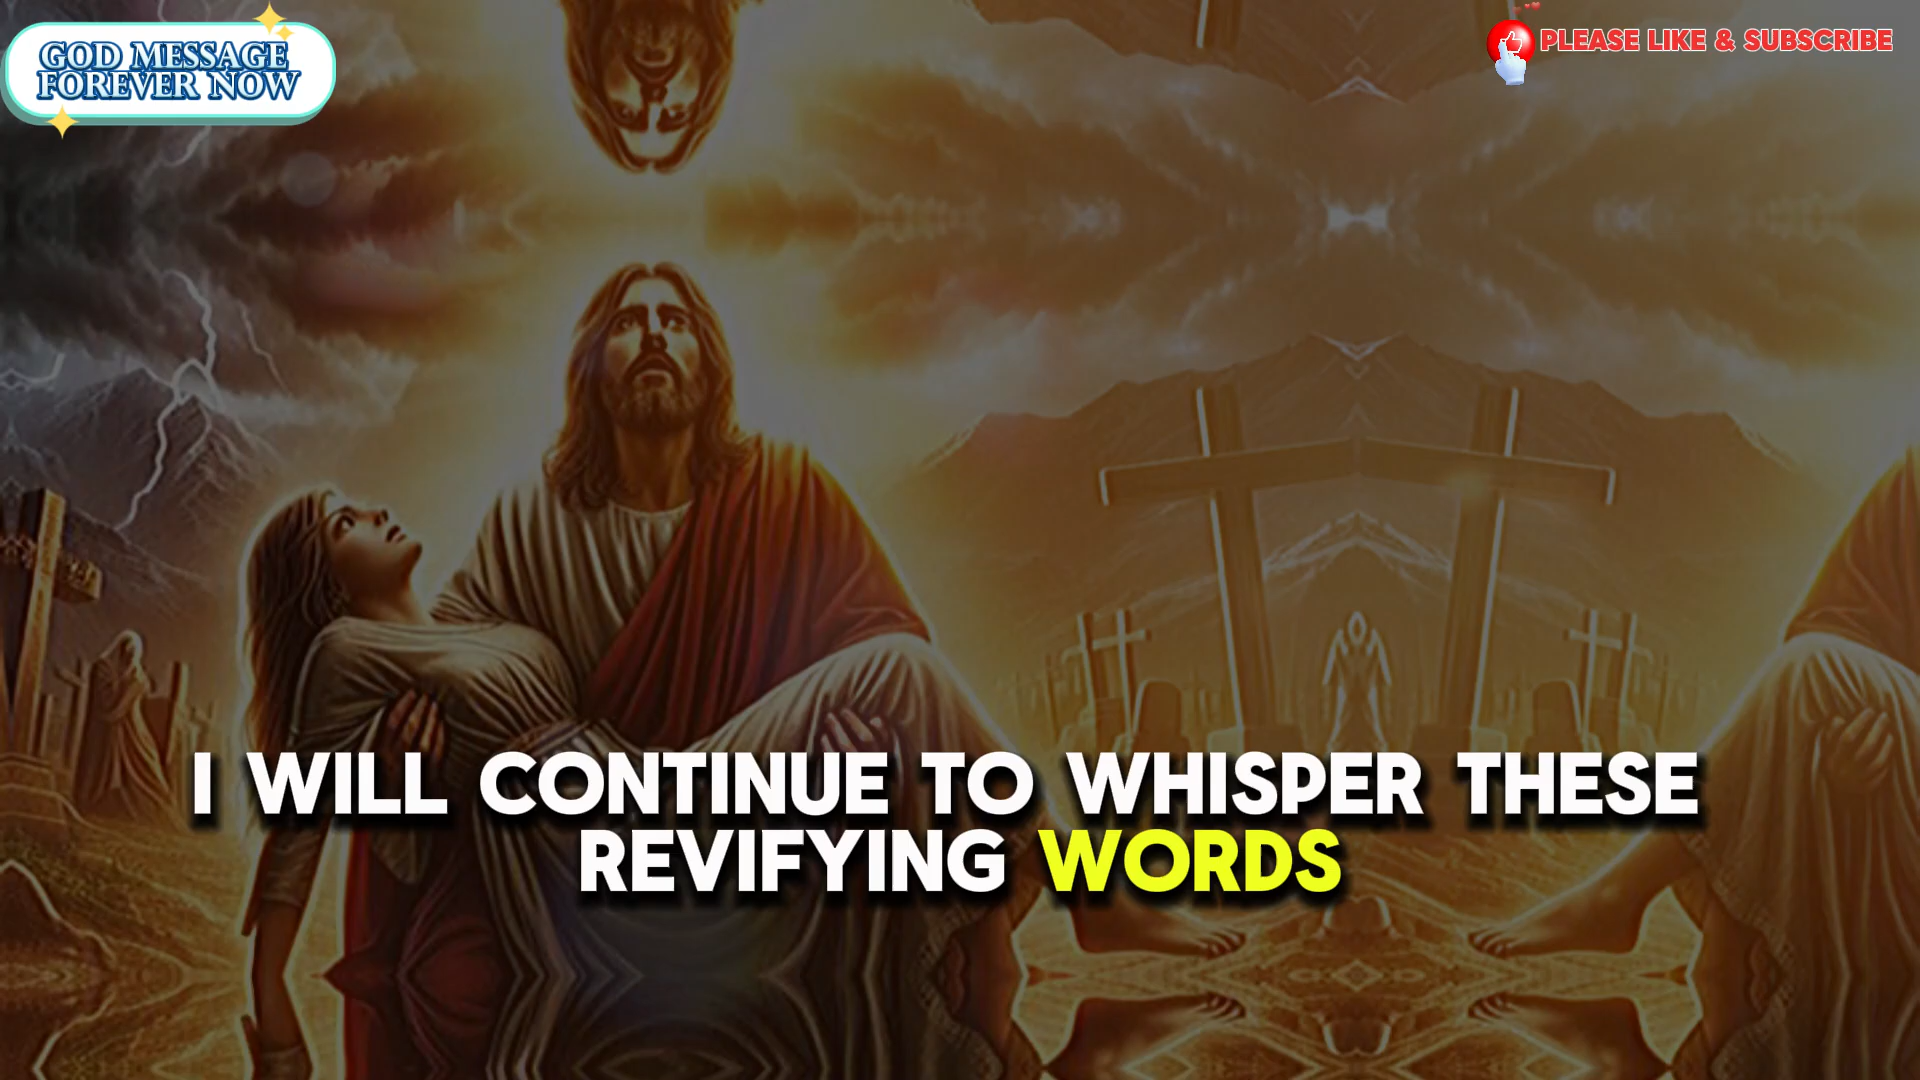 GOD MESSAGE
FOREVER NOW
PLEASE LIKE & SUBSCRIBE
I WILL CONTINUE TO WHISPER THESE
REVIFYING WORDS